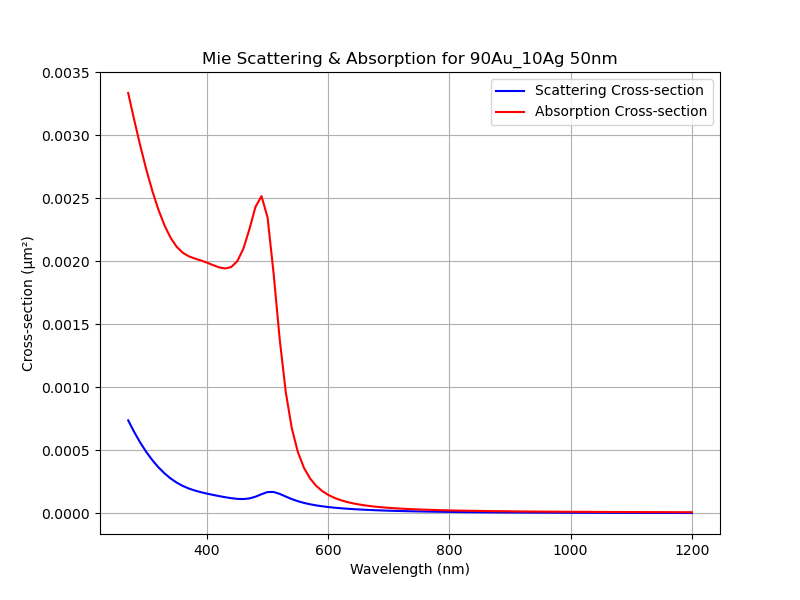 Mie Scattering & Absorption for 90Au_10Ag 50nm
Scattering Cross-section
Absorption Cross-section
Cross-section (μm²)
0.0035
0.0030
0.0025
0.0020
0.0015
0.0010
0.0005
0.0000
400 600 800 1000 1200
Wavelength (nm)